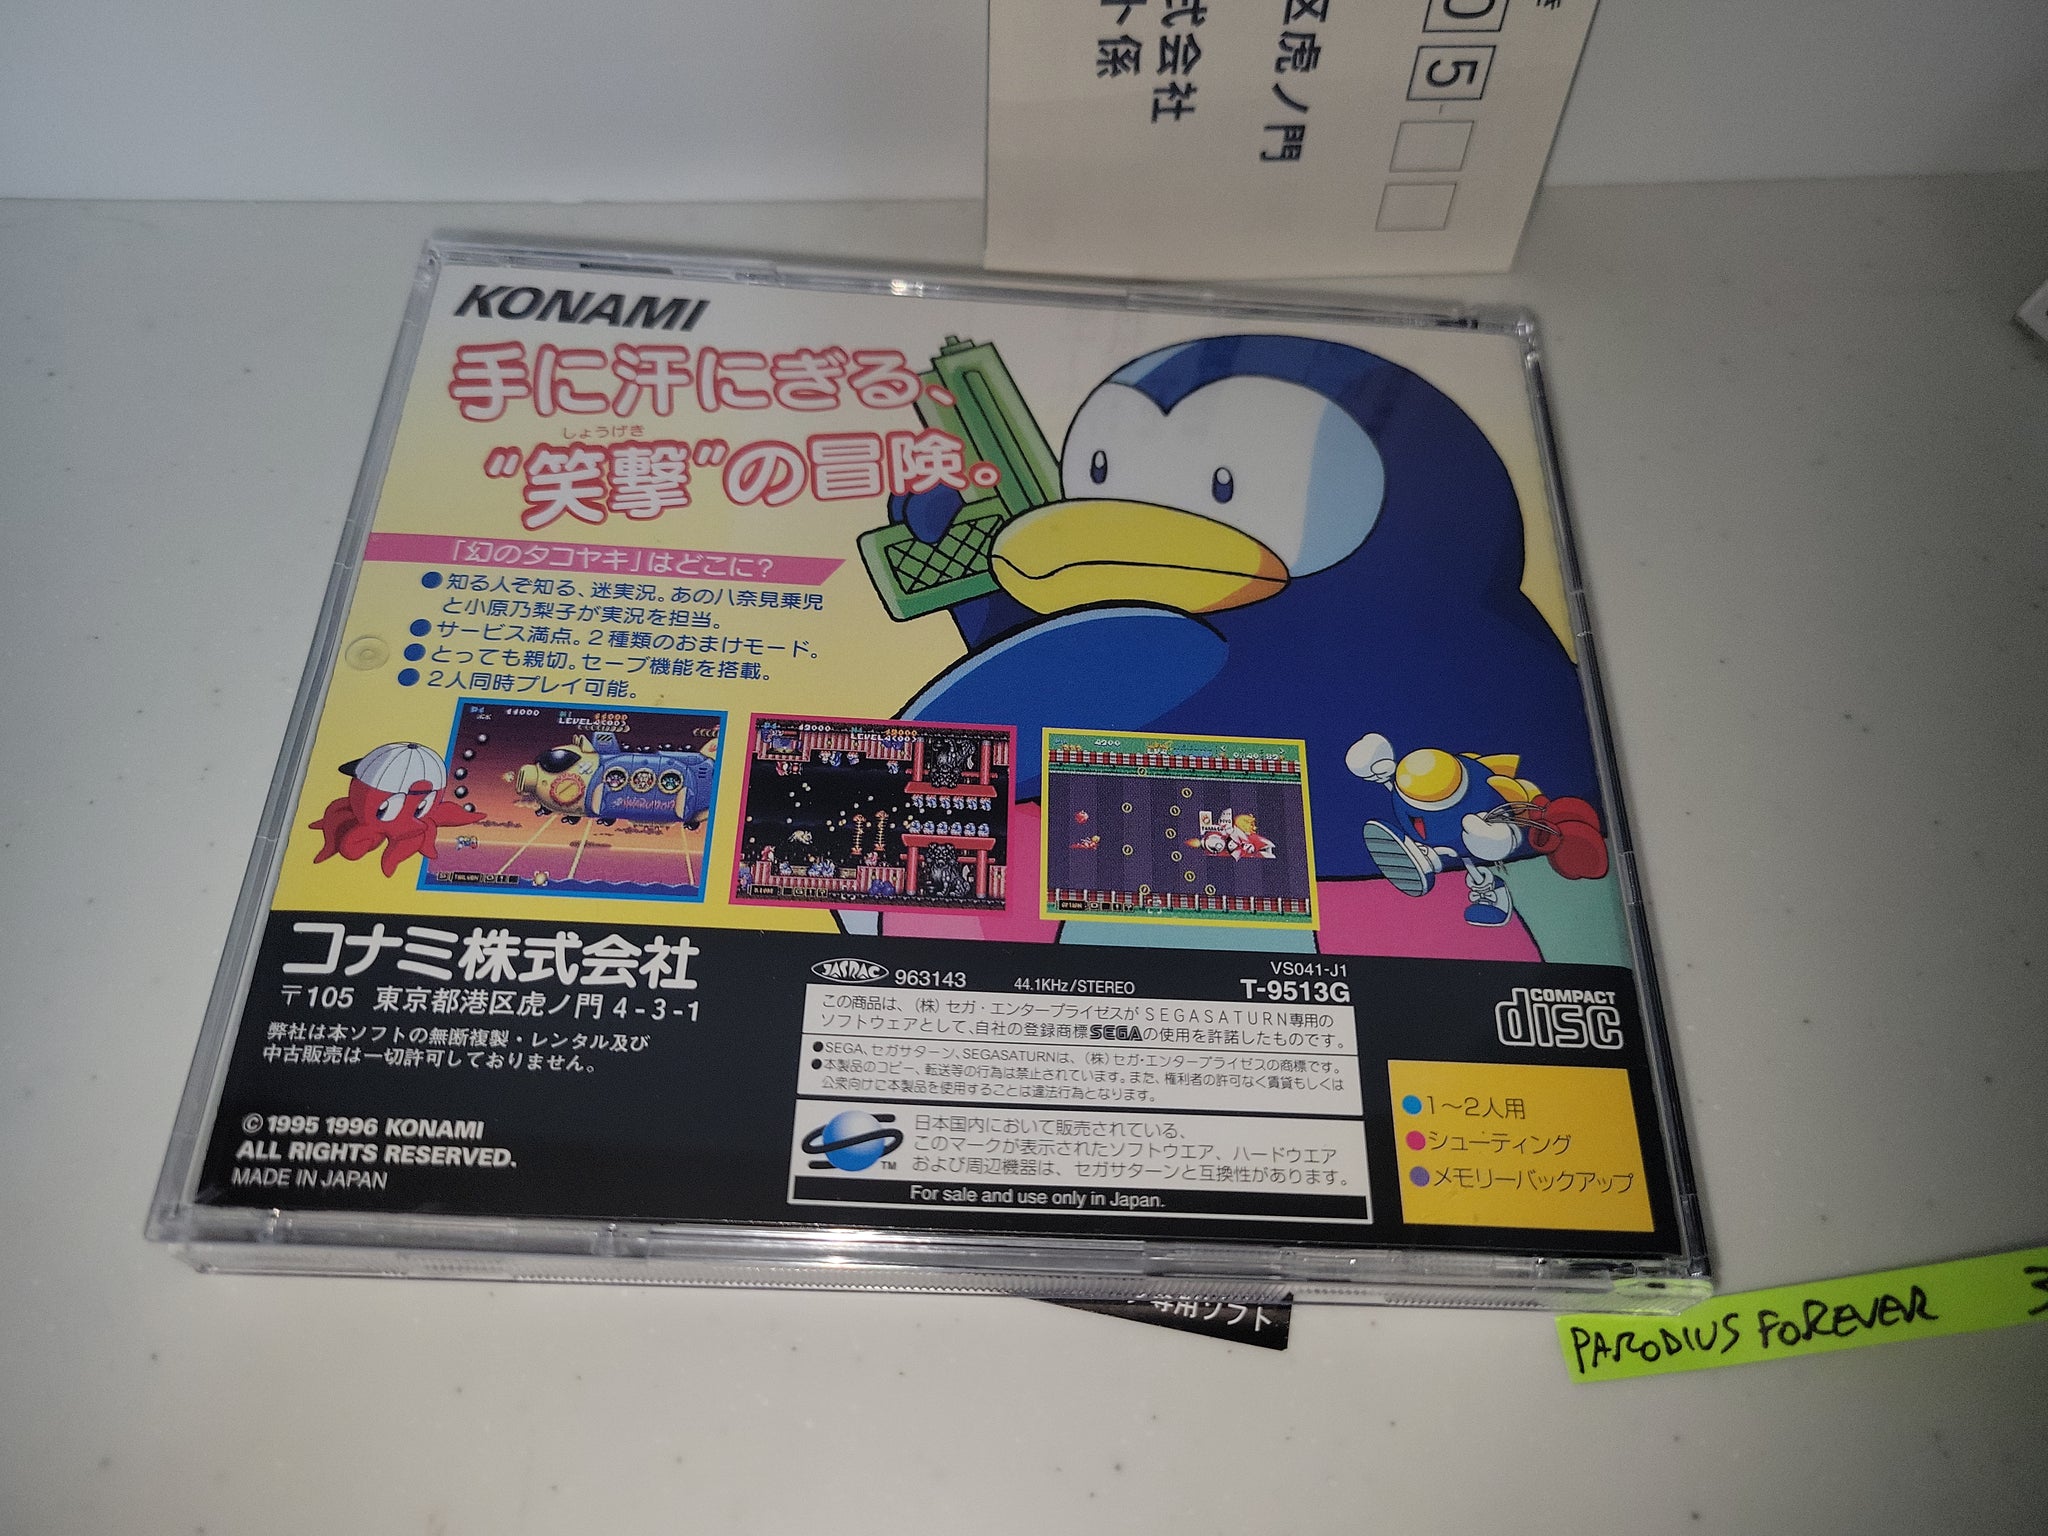 5-
区虎ノ門
式会社
係
KONAMI
手に汗にぎる、
しょうげき
"笑撃"の冒険。
「幻のタコヤキ」はどこに?
●知る人ぞ知る、迷実況。あの八奈見乗児
と小原乃梨子が実況を担当。
●サービス満点。2種類のおまけモード。
●とっても親切。セーブ機能を搭載。
●2人同時プレイ可能。
コナミ株式会社
〒105 東京都港区虎ノ門4-3-1
弊社は本ソフトの無断複製・レンタル及び
中古販売は一切許可しておりません。
© 1995 1996 KONAMI
ALL RIGHTS RESERVED.
MADE IN JAPAN
JASRAC 963143 44.1KHz/STEREO
VS041-J1
T-9513G
この商品は、(株)セガ・エンタープライゼスがSEGASATURN専用の
ソフトウェアとして、自社の登録商標SEGAの使用を許諾したものです。
●SEGA、セガサターン、SEGASATURNは、(株)セガ・エンタープライゼスの商標です。
●本製品のコピー、転送等の行為は禁止されています。また、権利者の許可なく賃貸もしくは
公衆向けに本製品を使用することは違法行為となります。
TM
日本国内において販売されている、
このマークが表示されたソフトウエア、ハードウエア
および周辺機器は、セガサターンと互換性があります。
For sale and use only in Japan.
COMPACT
disc
●1〜2人用
●シューティング
●メモリーバックアップ
専用ソフト
PARODIUS FOREVER 3